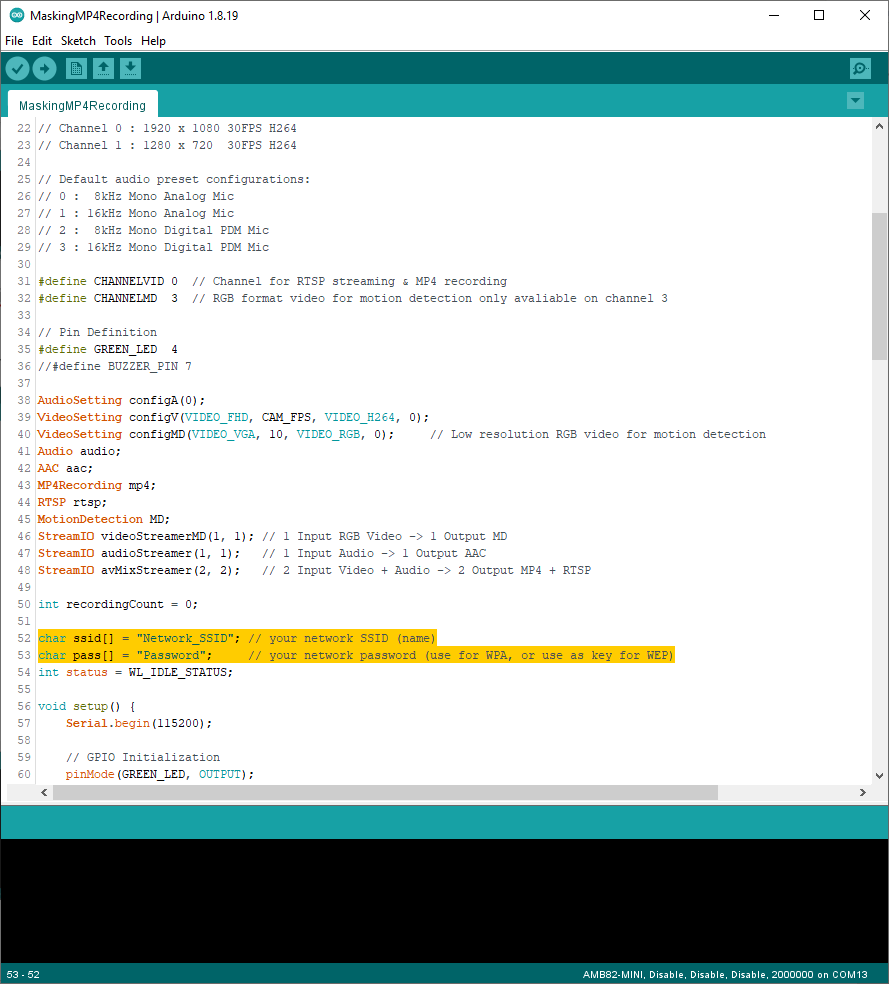 MaskingMP4Recording | Arduino 1.8.19
File Edit Sketch Tools Help
MaskingMP4Recording
22 // Channel 0 : 1920 x 1080 30FPS H264
23 // Channel 1 : 1280 x 720  30FPS H264
24
25 // Default audio preset configurations:
26 // 0 :  8kHz Mono Analog Mic
27 // 1 : 16kHz Mono Analog Mic
28 // 2 :  8kHz Mono Digital PDM Mic
29 // 3 : 16kHz Mono Digital PDM Mic
30
31 #define CHANNELVID 0  // Channel for RTSP streaming & MP4 recording
32 #define CHANNELMD  3  // RGB format video for motion detection only avaliable on channel 3
33
34 // Pin Definition
35 #define GREEN_LED  4
36 //#define BUZZER_PIN 7
37
38 AudioSetting configA(0);
39 VideoSetting configV(VIDEO_FHD, CAM_FPS, VIDEO_H264, 0);
40 VideoSetting configMD(VIDEO_VGA, 10, VIDEO_RGB, 0);     // Low resolution RGB video for motion detection
41 Audio audio;
42 AAC aac;
43 MP4Recording mp4;
44 RTSP rtsp;
45 MotionDetection MD;
46 StreamIO videoStreamerMD(1, 1); // 1 Input RGB Video -> 1 Output MD
47 StreamIO audioStreamer(1, 1);   // 1 Input Audio -> 1 Output AAC
48 StreamIO avMixStreamer(2, 2);   // 2 Input Video + Audio -> 2 Output MP4 + RTSP
49
50 int recordingCount = 0;
51
52 char ssid[] = "Network_SSID"; // your network SSID (name)
53 char pass[] = "Password";     // your network password (use for WPA, or use as key for WEP)
54 int status = WL_IDLE_STATUS;
55
56 void setup() {
57     Serial.begin(115200);
58
59     // GPIO Initialization
60     pinMode(GREEN_LED, OUTPUT);
53 - 52
AMB82-MINI, Disable, Disable, Disable, 2000000 on COM13